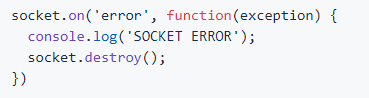 socket.on('error', function(exception) {
  console.log('SOCKET ERROR');
  socket.destroy();
})